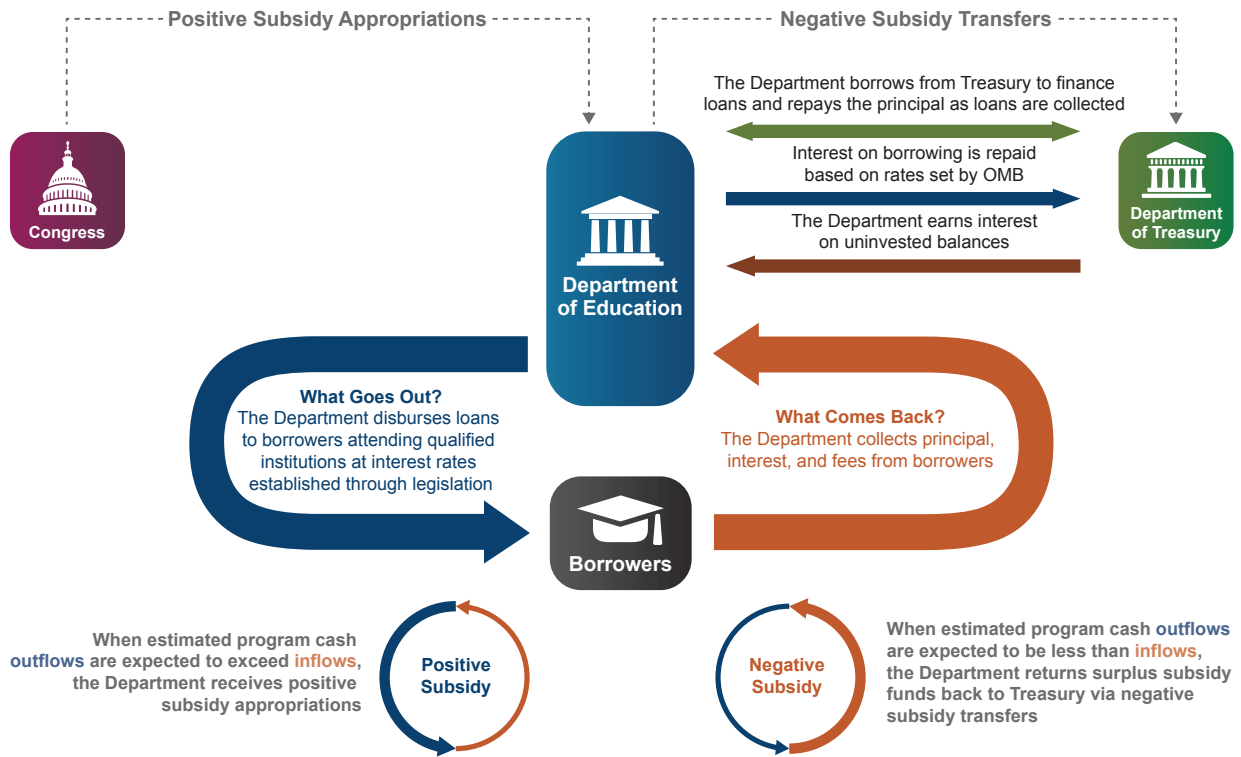 Positive Subsidy Appropriations
Negative Subsidy Transfers
The Department borrows from Treasury to finance
loans and repays the principal as loans are collected
Interest on borrowing is repaid
based on rates set by OMB
The Department earns interest
on uninvested balances
Congress
Department
of Education
Department
of Treasury
What Goes Out?
The Department disburses loans
to borrowers attending qualified
institutions at interest rates
established through legislation
What Comes Back?
The Department collects principal,
interest, and fees from borrowers
Borrowers
When estimated program cash
outflows are expected to exceed inflows,
the Department receives positive
subsidy appropriations
Positive
Subsidy
Negative
Subsidy
When estimated program cash outflows
are expected to be less than inflows,
the Department returns surplus subsidy
funds back to Treasury via negative
subsidy transfers